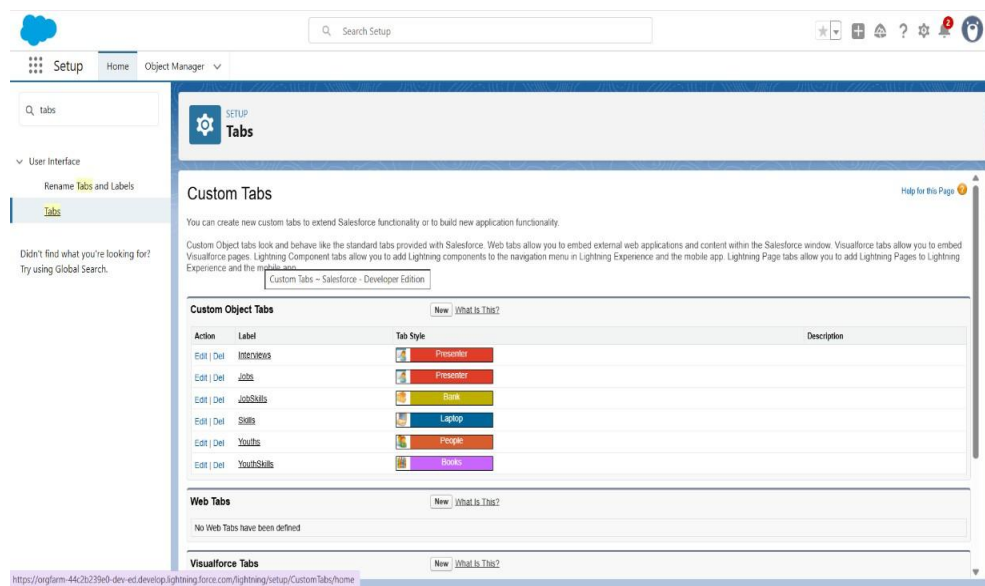 Search Setup
2
Setup
Home
Object Manager
tabs
User Interface
Rename Tabs and Labels
Tabs
Didn't find what you're looking for?
Try using Global Search.
SETUP
Tabs
Custom Tabs
Help for this Page
You can create new custom tabs to extend Salesforce functionality or to build new application functionality.
Custom Object tabs look and behave like the standard tabs provided with Salesforce. Web tabs allow you to embed external web applications and content within the Salesforce window. Visualforce tabs allow you to embed
Visualforce pages. Lightning Component tabs allow you to add Lightning components to the navigation menu in Lightning Experience and the mobile app. Lightning Page tabs allow you to add Lightning Pages to Lightning
Experience and the mobile app.
Custom Tabs ~ Salesforce - Developer Edition
Custom Object Tabs New What Is This?
Action Label Tab Style Description
Edit | Del Interviews Presenter
Edit | Del Jobs Presenter
Edit | Del JobSkills Bank
Edit | Del Skills Laptop
Edit | Del Youths People
Edit | Del YouthSkills Books
Web Tabs New What Is This?
No Web Tabs have been defined
Visualforce Tabs New What Is This?
https://orgfarm-44c2b239e0-dev-ed.develop.lightning.force.com/lightning/setup/CustomTabs/home